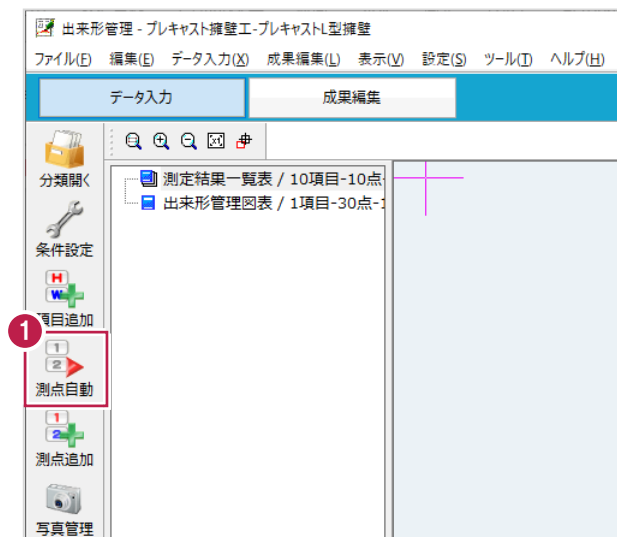 出来形管理 - プレキャスト擁壁工-プレキャストL型擁壁
ファイル(F) 編集(E) データ入力(X) 成果編集(L) 表示(V) 設定(S) ツール(T) ヘルプ(H)
データ入力 成果編集
分類開く
測定結果一覧表 / 10項目-10点-
出来形管理図表 / 1項目-30点-1
条件設定
H
W
項目追加
1
1
2
測点自動
1
2
測点追加
写真管理